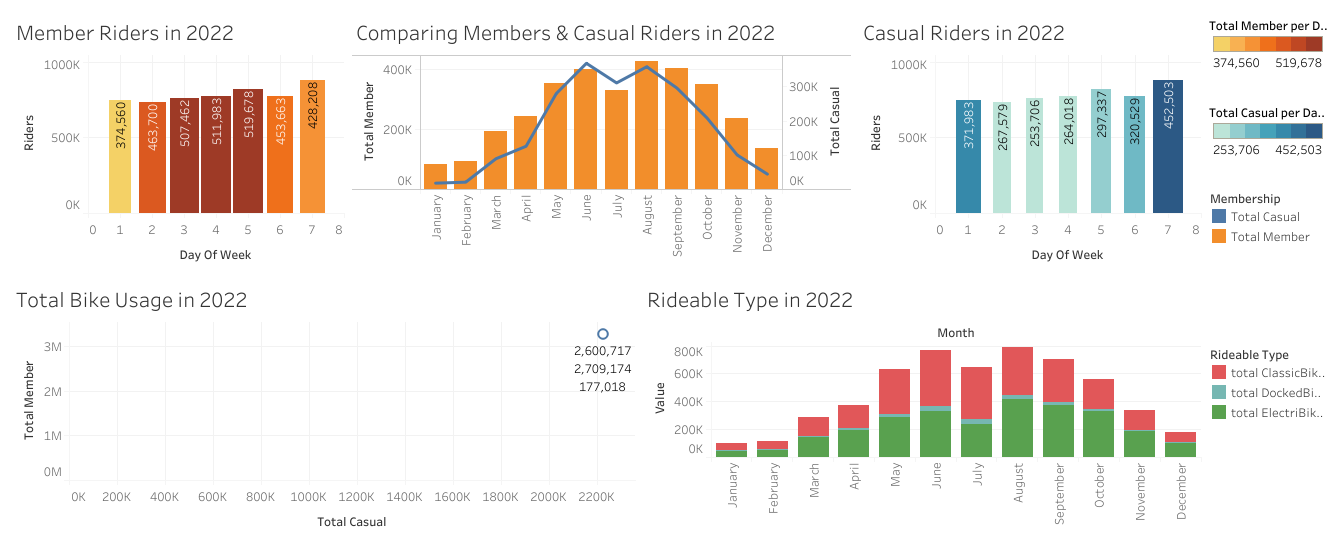 Member Riders in 2022
1000K
500K
0K
Riders
374,560
463,700
507,462
511,983
519,678
453,663
428,208
0 1 2 3 4 5 6 7 8
Day Of Week
Comparing Members & Casual Riders in 2022
400K
200K
0K
Total Member
300K
200K
100K
0K
Total Casual
January
February
March
April
May
June
July
August
September
October
November
December
Casual Riders in 2022
1000K
500K
0K
Riders
371,983
267,579
253,706
264,018
297,337
320,529
452,503
0 1 2 3 4 5 6 7 8
Day Of Week
Total Member per D..
374,560 519,678
Total Casual per Da..
253,706 452,503
Membership
Total Casual
Total Member
Total Bike Usage in 2022
3M
2M
1M
0M
Total Member
2,600,717
2,709,174
177,018
0K 200K 400K 600K 800K 1000K 1200K 1400K 1600K 1800K 2000K 2200K
Total Casual
Rideable Type in 2022
Month
800K
600K
400K
200K
0K
Value
January
February
March
April
May
June
July
August
September
October
November
December
Rideable Type
total ClassicBik..
total DockedBi..
total ElectriBik..